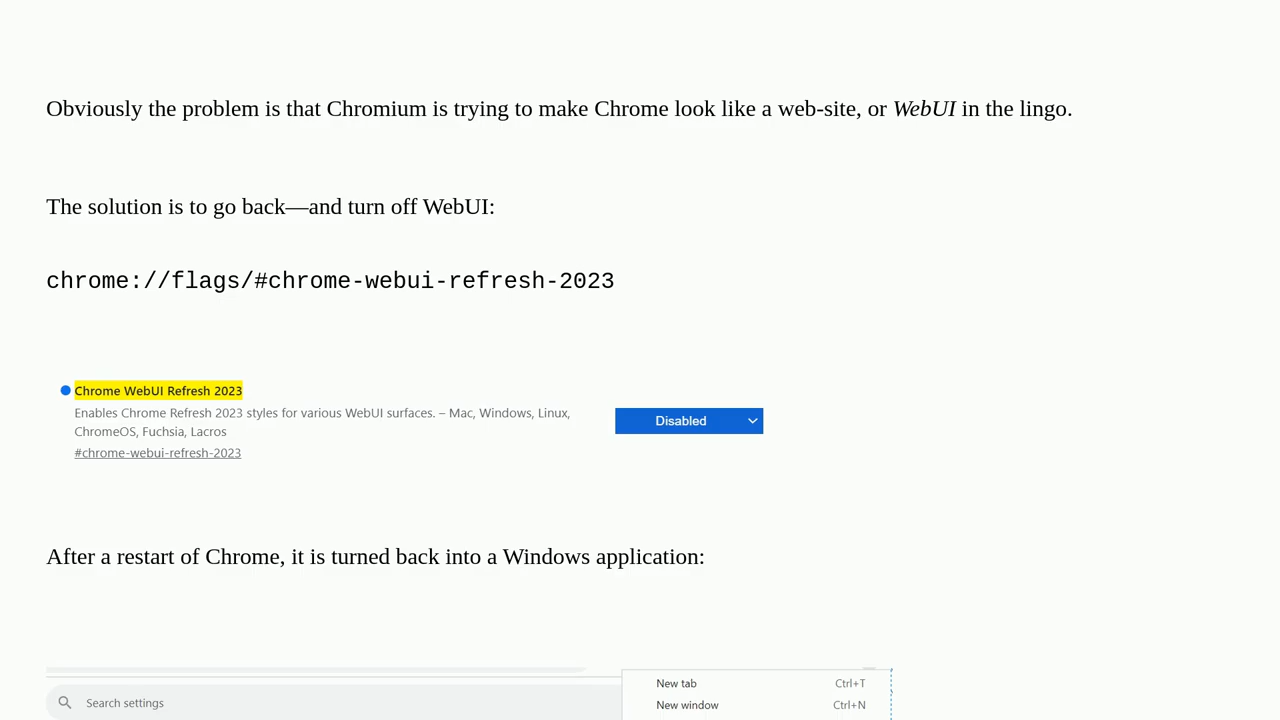 Obviously the problem is that Chromium is trying to make Chrome look like a web-site, or WebUI in the lingo.
The solution is to go back—and turn off WebUI:
chrome://flags/#chrome-webui-refresh-2023
Chrome WebUI Refresh 2023
Enables Chrome Refresh 2023 styles for various WebUI surfaces. – Mac, Windows, Linux,
ChromeOS, Fuchsia, Lacros
Disabled
#chrome-webui-refresh-2023
After a restart of Chrome, it is turned back into a Windows application:
New tab Ctrl+T
Search settings
New window Ctrl+N